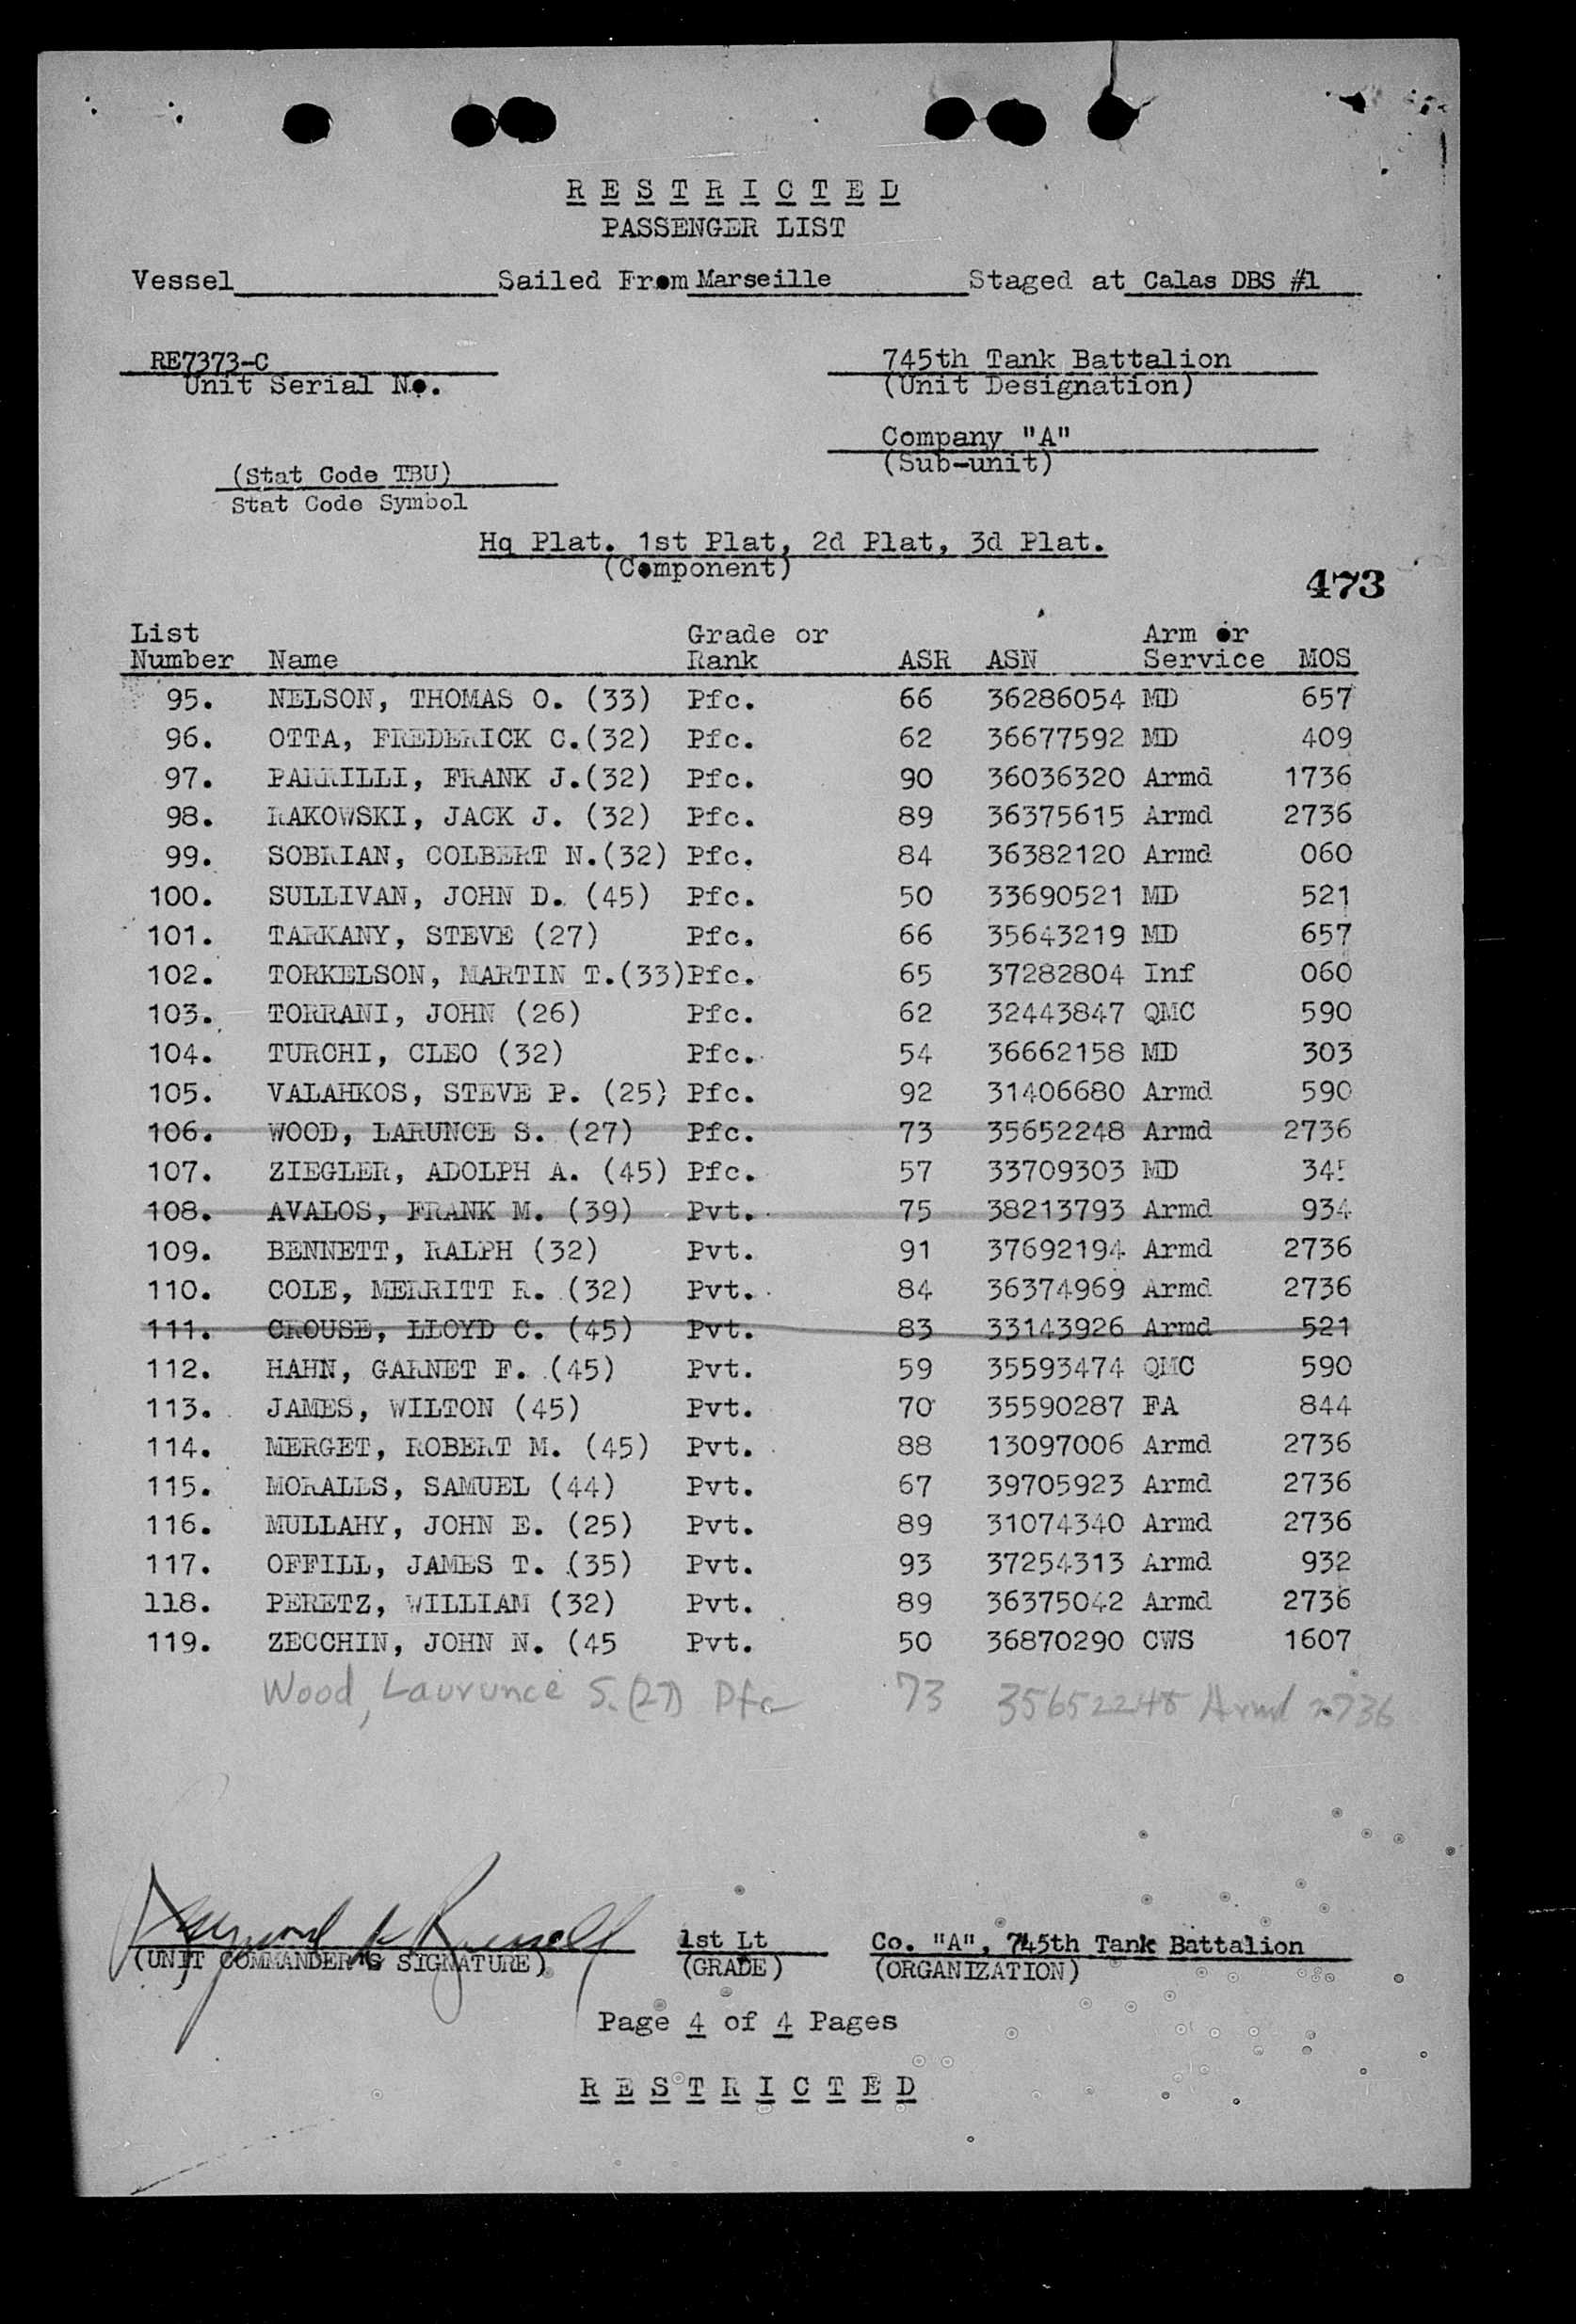 R E S T R I C T E D
PASSENGER LIST
Vessel Sailed From Marseille Staged at Calas DBS #1
RE7373-C
Unit Serial No.
745th Tank Battalion
(Unit Designation)
Company "A"
(Sub-unit)
(Stat Code TBU)
Stat Code Symbol
Hq Plat. 1st Plat, 2d Plat, 3d Plat.
(Component)
473
List Number Name Grade or Rank ASR ASN Arm or Service MOS
95. NELSON, THOMAS O. (33) Pfc. 66 36286054 MD 657
96. OTTA, FREDERICK C.(32) Pfc. 62 36677592 MD 409
97. PARRILLI, FRANK J.(32) Pfc. 90 36036320 Armd 1736
98. RAKOWSKI, JACK J. (32) Pfc. 89 36375615 Armd 2736
99. SOBRIAN, COLBERT N.(32) Pfc. 84 36382120 Armd 060
100. SULLIVAN, JOHN D. (45) Pfc. 50 33690521 MD 521
101. TARKANY, STEVE (27) Pfc. 66 35643219 MD 657
102. TORKELSON, MARTIN T.(33)Pfc. 65 37282804 Inf 060
103. TORRANI, JOHN (26) Pfc. 62 32443847 QMC 590
104. TURCHI, CLEO (32) Pfc. 54 36662158 MD 303
105. VALAHKOS, STEVE P. (25) Pfc. 92 31406680 Armd 590
106. WOOD, LARUNCE S. (27) Pfc. 73 35652248 Armd 2736
107. ZIEGLER, ADOLPH A. (45) Pfc. 57 33709303 MD 345
108. AVALOS, FRANK M. (39) Pvt. 75 38213793 Armd 934
109. BENNETT, RALPH (32) Pvt. 91 37692194 Armd 2736
110. COLE, MERRITT R. (32) Pvt. 84 36374969 Armd 2736
111. CROUSE, LLOYD C. (45) Pvt. 83 33143926 Armd 521
112. HAHN, GARNET F. (45) Pvt. 59 35593474 QMC 590
113. JAMES, WILTON (45) Pvt. 70 35590287 FA 844
114. MERGET, ROBERT M. (45) Pvt. 88 13097006 Armd 2736
115. MORALES, SAMUEL (44) Pvt. 67 39705923 Armd 2736
116. MULLAHY, JOHN E. (25) Pvt. 89 31074340 Armd 2736
117. OFFILL, JAMES T. (35) Pvt. 93 37254313 Armd 932
118. PERETZ, WILLIAM (32) Pvt. 89 36375042 Armd 2736
119. ZECCHIN, JOHN N. (45 Pvt. 50 36870290 CWS 1607
Wood, Laurunce S. (27) Pfc 73 35652248 Armd 2736
1st Lt Co. "A", 745th Tank Battalion
(UNIT COMMANDER'S SIGNATURE) (GRADE) (ORGANIZATION)
Page 4 of 4 Pages
R E S T R I C T E D